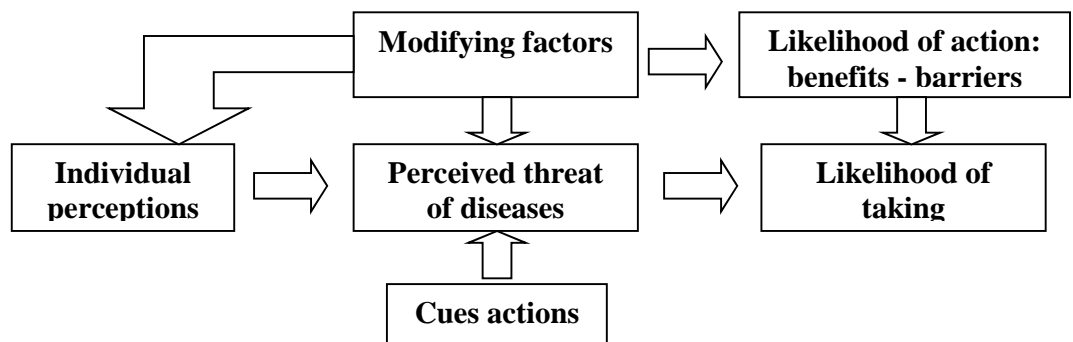 Modifying factors
Likelihood of action:
benefits - barriers
Individual
perceptions
Perceived threat
of diseases
Likelihood of
taking
Cues actions